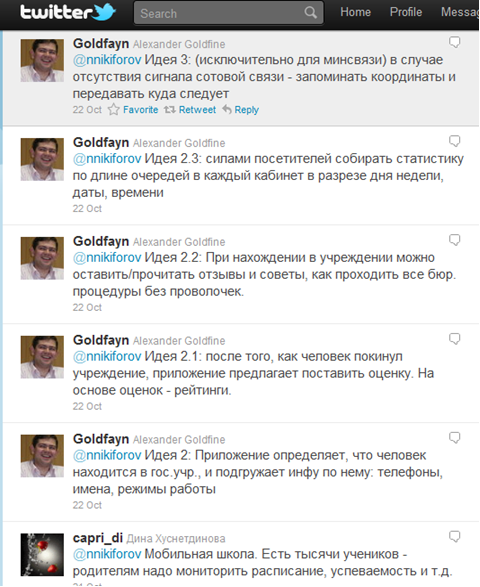 twitter Search Home Profile Messag
Goldfayn Alexander Goldfine
@nnikiforov Идея 3: (исключительно для минсвязи) в случае
отсутствия сигнала сотовой связи - запоминать координаты и
передавать куда следует
22 Oct Favorite Retweet Reply
Goldfayn Alexander Goldfine
@nnikiforov Идея 2.3: силами посетителей собирать статистику
по длине очередей в каждый кабинет в разрезе дня недели,
даты, времени
22 Oct
Goldfayn Alexander Goldfine
@nnikiforov Идея 2.2: При нахождении в учреждении можно
оставить/прочитать отзывы и советы, как проходить все бюр.
процедуры без проволочек.
22 Oct
Goldfayn Alexander Goldfine
@nnikiforov Идея 2.1: после того, как человек покинул
учреждение, приложение предлагает поставить оценку. На
основе оценок - рейтинги.
22 Oct
Goldfayn Alexander Goldfine
@nnikiforov Идея 2: Приложение определяет, что человек
находится в гос.учр., и подгружает инфу по нему: телефоны,
имена, режимы работы
22 Oct
capri_di Дина Хуснетдинова
@nnikiforov Мобильная школа. Есть тысячи учеников -
родителям надо мониторить расписание, успеваемость и т.д.